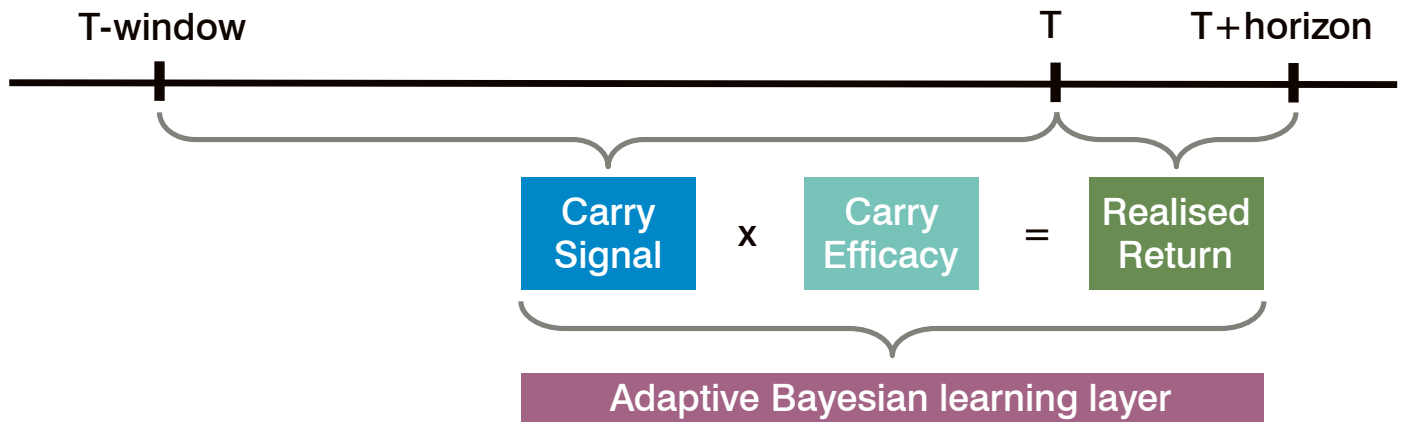 T-window
T
T+horizon
Carry
Signal
x
Carry
Efficacy
=
Realised
Return
Adaptive Bayesian learning layer